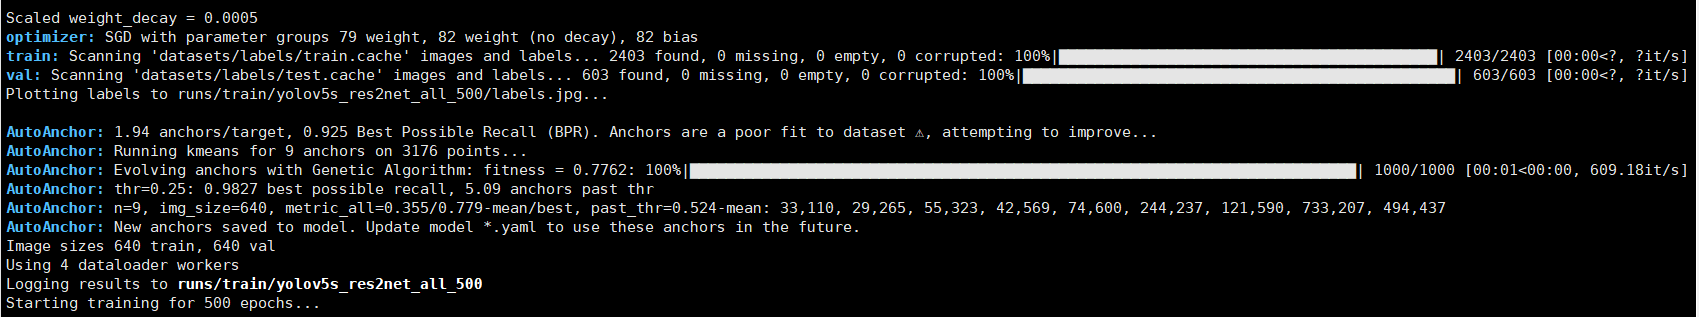 Scaled weight_decay = 0.0005
optimizer: SGD with parameter groups 79 weight, 82 weight (no decay), 82 bias
train: Scanning 'datasets/labels/train.cache' images and labels... 2403 found, 0 missing, 0 empty, 0 corrupted: 100%|██████████| 2403/2403 [00:00<?, ?it/s]
val: Scanning 'datasets/labels/test.cache' images and labels... 603 found, 0 missing, 0 empty, 0 corrupted: 100%|██████████| 603/603 [00:00<?, ?it/s]
Plotting labels to runs/train/yolov5s_res2net_all_500/labels.jpg...
AutoAnchor: 1.94 anchors/target, 0.925 Best Possible Recall (BPR). Anchors are a poor fit to dataset ⚠, attempting to improve...
AutoAnchor: Running kmeans for 9 anchors on 3176 points...
AutoAnchor: Evolving anchors with Genetic Algorithm: fitness = 0.7762: 100%|██████████| 1000/1000 [00:01<00:00, 609.18it/s]
AutoAnchor: thr=0.25: 0.9827 best possible recall, 5.09 anchors past thr
AutoAnchor: n=9, img_size=640, metric_all=0.355/0.779-mean/best, past_thr=0.524-mean: 33,110, 29,265, 55,323, 42,569, 74,600, 244,237, 121,590, 733,207, 494,437
AutoAnchor: New anchors saved to model. Update model *.yaml to use these anchors in the future.
Image sizes 640 train, 640 val
Using 4 dataloader workers
Logging results to runs/train/yolov5s_res2net_all_500
Starting training for 500 epochs...